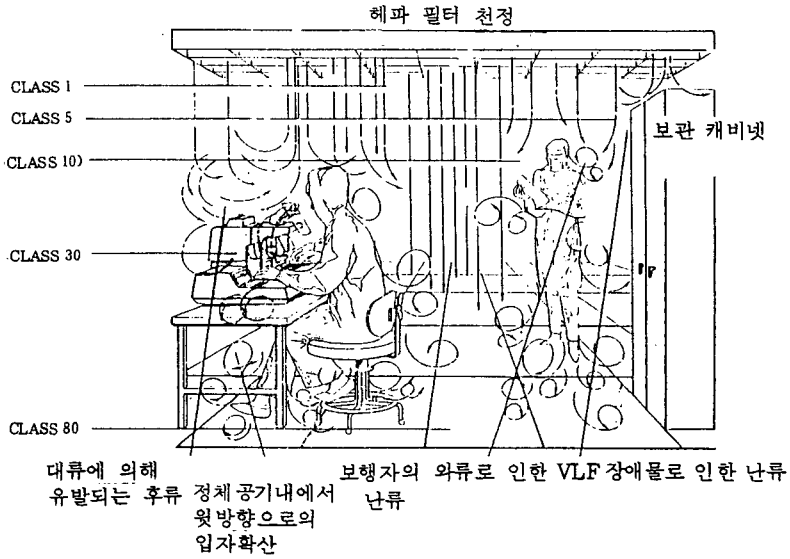 헤파 필터 천정
CLASS 1
CLASS 5
보관 캐비넷
CLASS 10)
CLASS 30
CLASS 80
대류에 의해
유발되는 후류
정체 공기내에서
윗방향으로의
입자확산
보행자의 와류로 인한
난류
VLF 장애물로 인한 난류